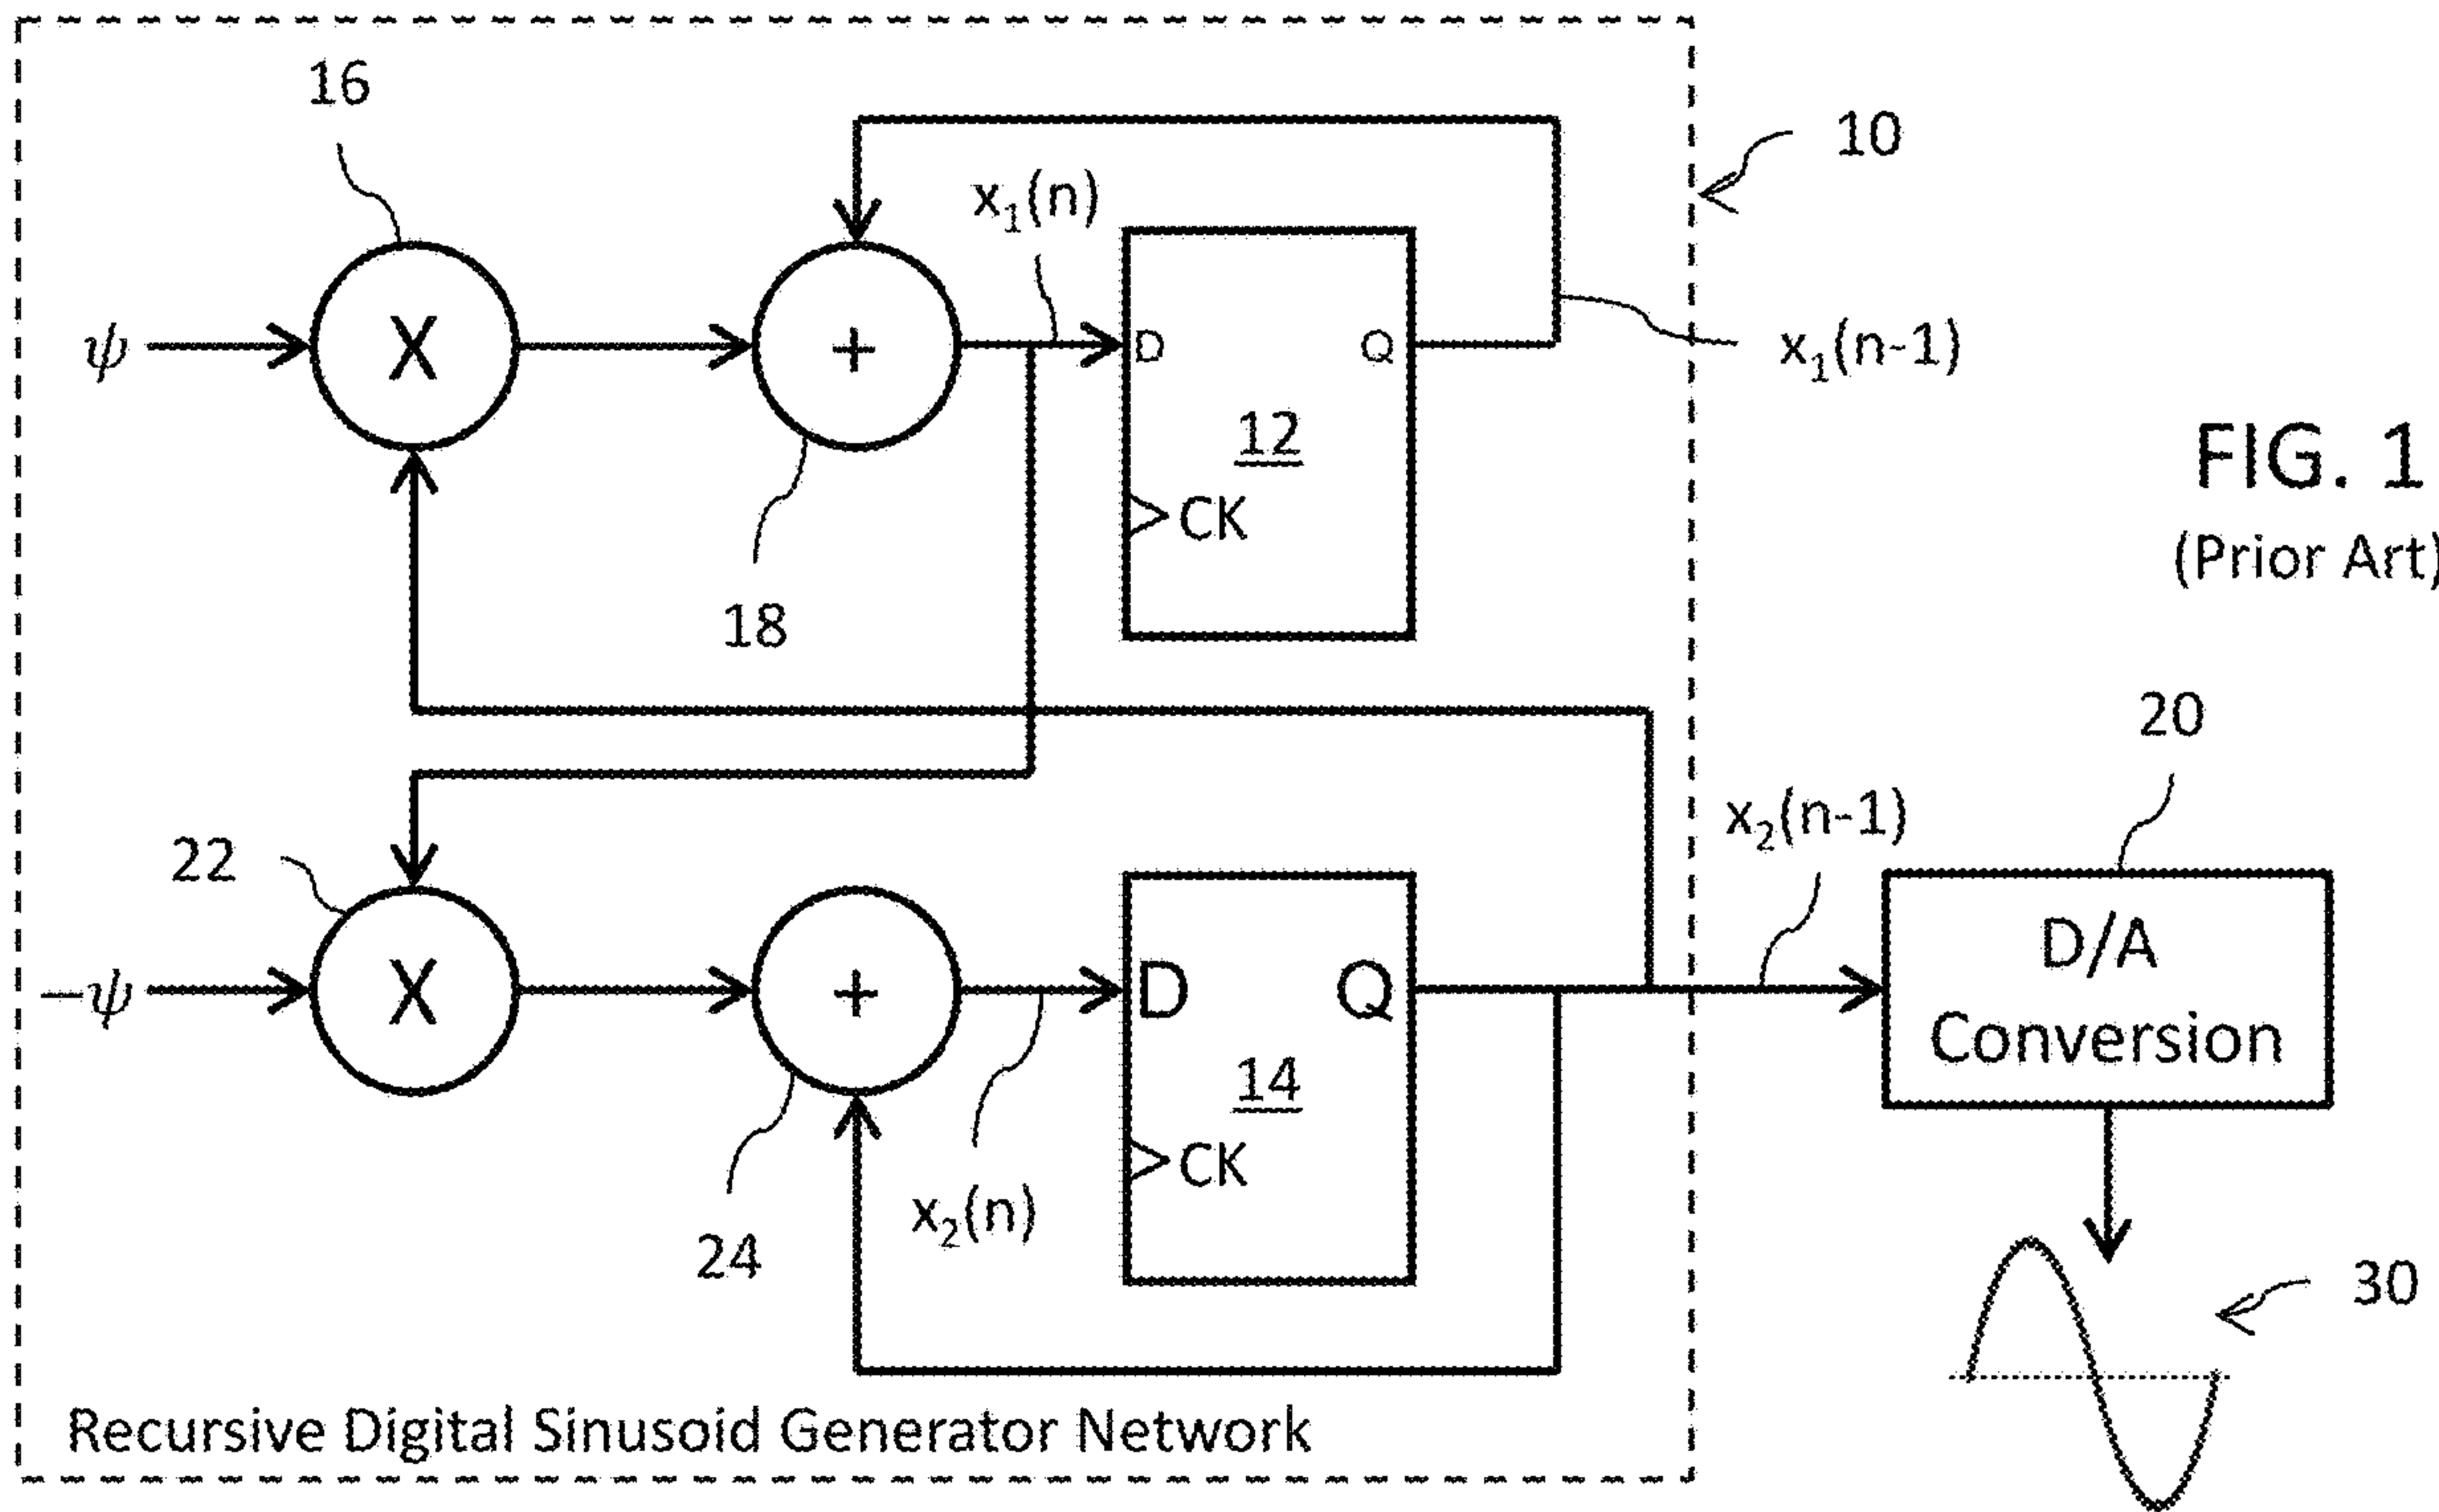 16
10
x₁(n)
ψ
X
+
D
Q
x₁(n-1)
12
CK
FIG. 1
(Prior Art)
18
20
22
x₂(n-1)
D/A
Conversion
−ψ
X
+
D
Q
14
CK
x₂(n)
24
30
Recursive Digital Sinusoid Generator Network